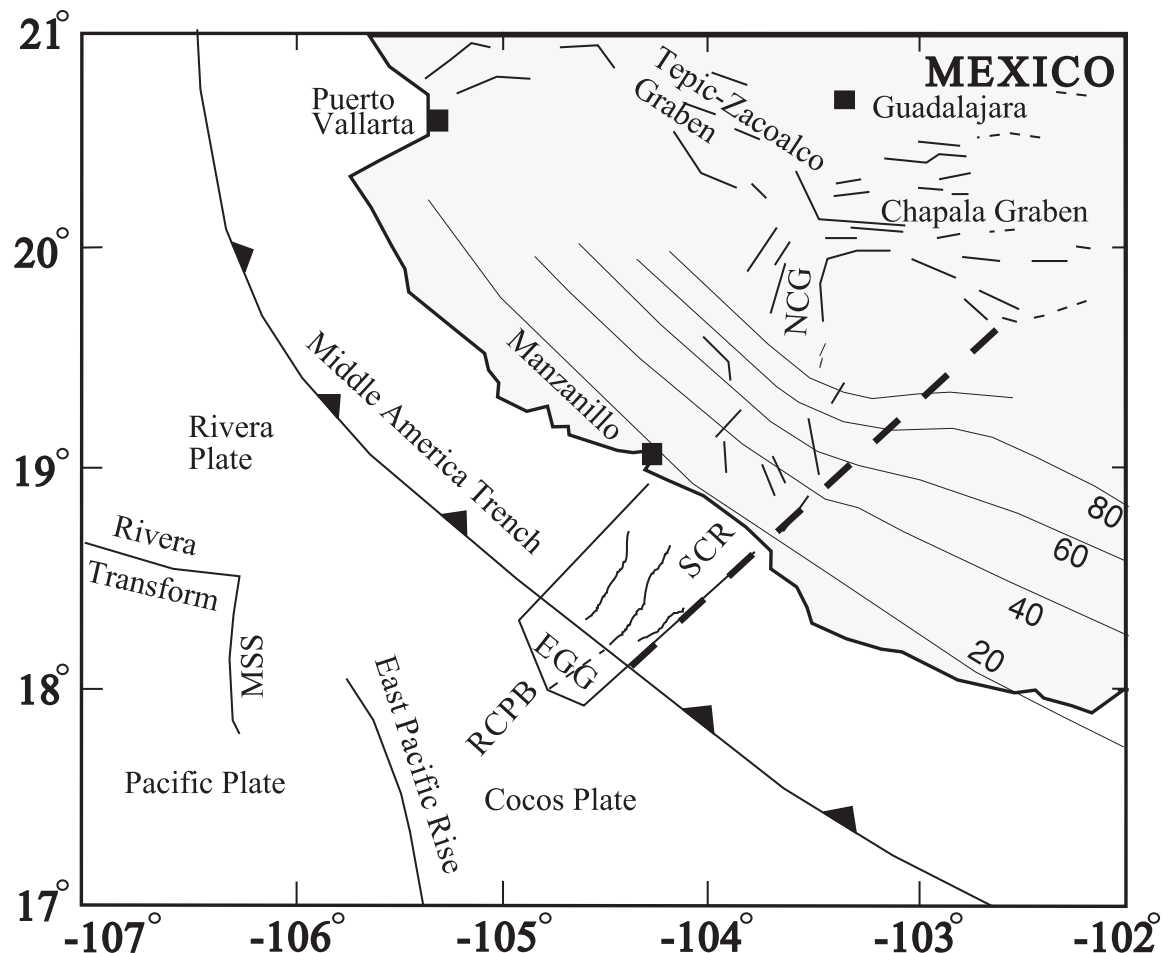 21°
20°
19°
18°
17°
-107°
-106°
-105°
-104°
-103°
-102°
MEXICO
Puerto
Vallarta
Tepic-Zacoalco
Graben
Guadalajara
Chapala Graben
NCG
Manzanillo
Middle America Trench
Rivera
Plate
Rivera
Transform
MSS
SCR
EGG
RCPB
East Pacific Rise
Pacific Plate
Cocos Plate
80
60
40
20